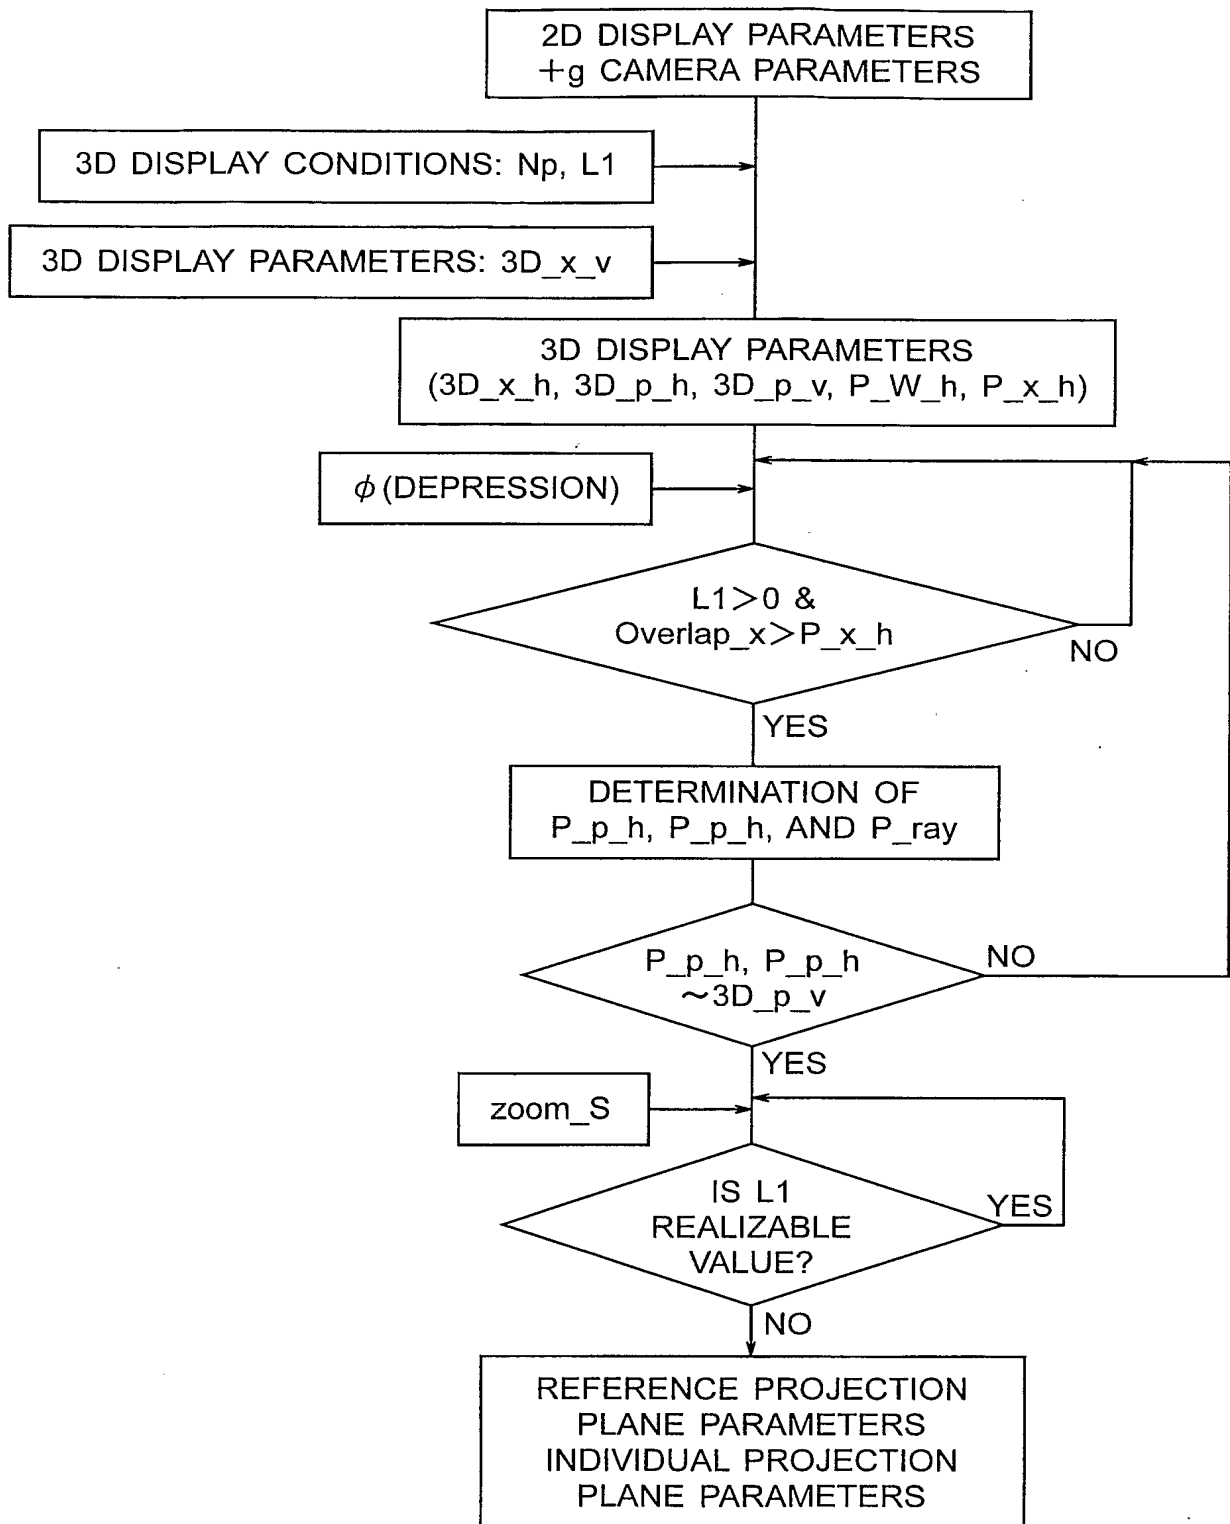 2D DISPLAY PARAMETERS
+g CAMERA PARAMETERS
3D DISPLAY CONDITIONS: Np, L1
3D DISPLAY PARAMETERS: 3D_x_v
3D DISPLAY PARAMETERS
(3D_x_h, 3D_p_h, 3D_p_v, P_W_h, P_x_h)
ϕ(DEPRESSION)
L1>0 &
Overlap_x>P_x_h
NO
YES
DETERMINATION OF
P_p_h, P_p_h, AND P_ray
P_p_h, P_p_h
~3D_p_v
NO
YES
zoom_S
IS L1
REALIZABLE
VALUE?
YES
NO
REFERENCE PROJECTION
PLANE PARAMETERS
INDIVIDUAL PROJECTION
PLANE PARAMETERS